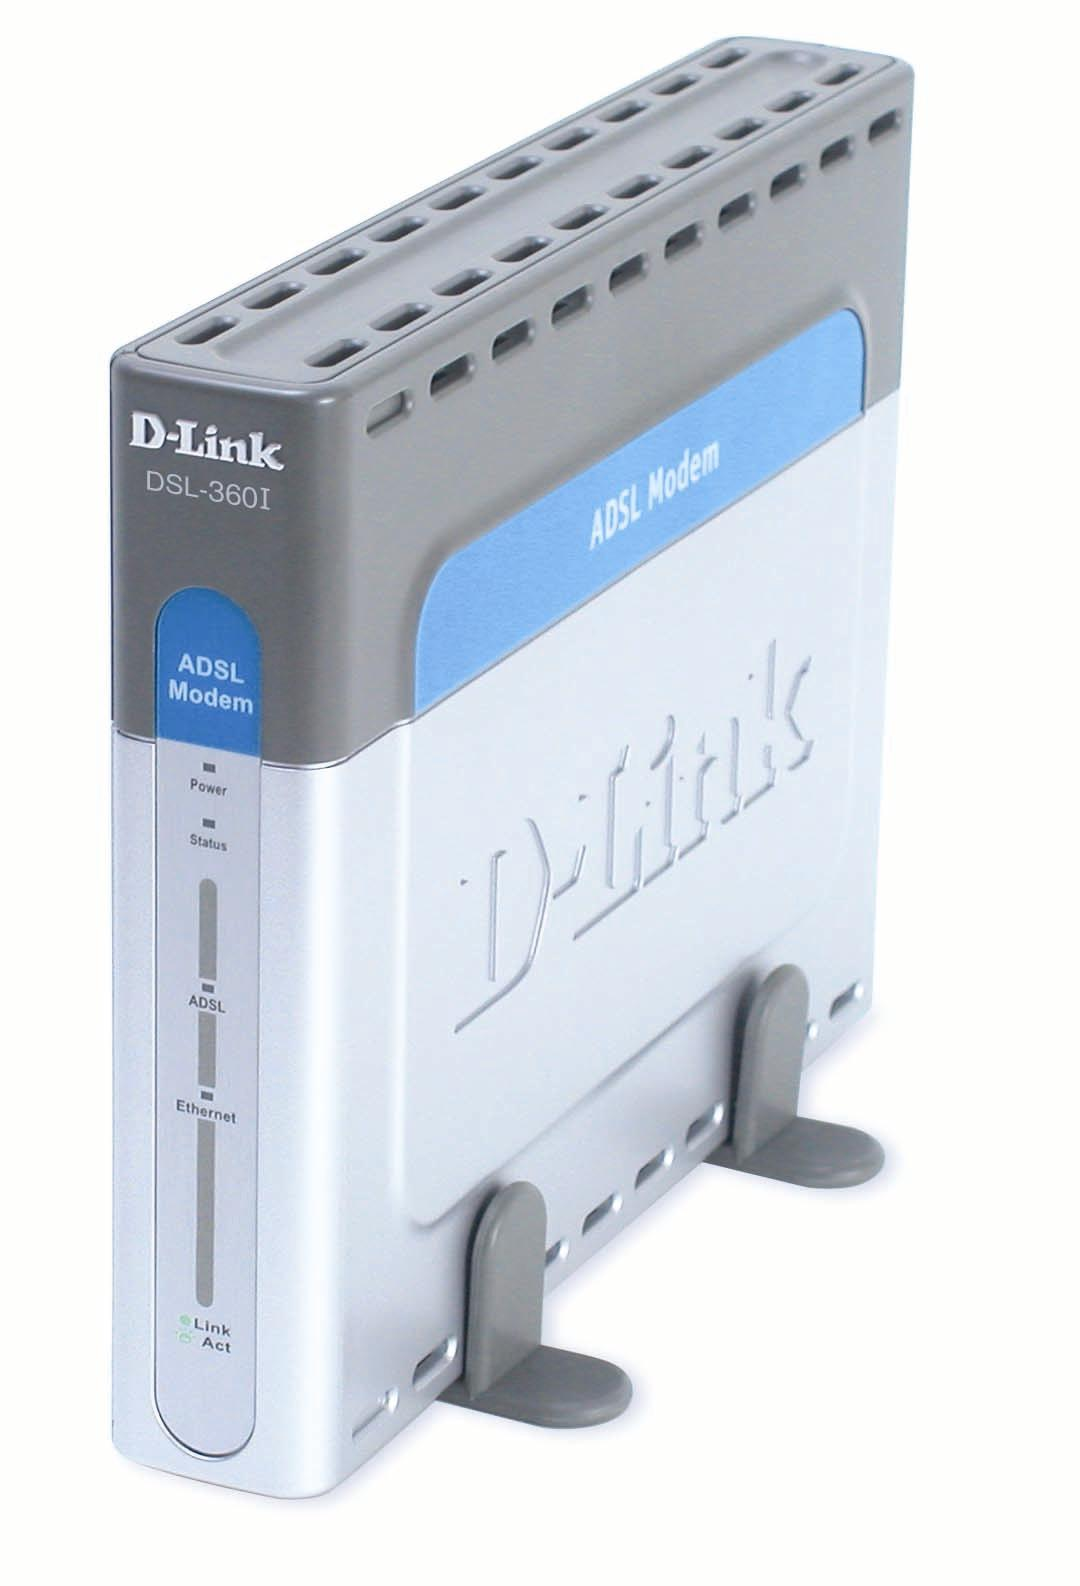 D-Link
DSL-360I
ADSL
Modem
Power
Status
ADSL
Ethernet
Link
Act
ADSL Modem
D-Link